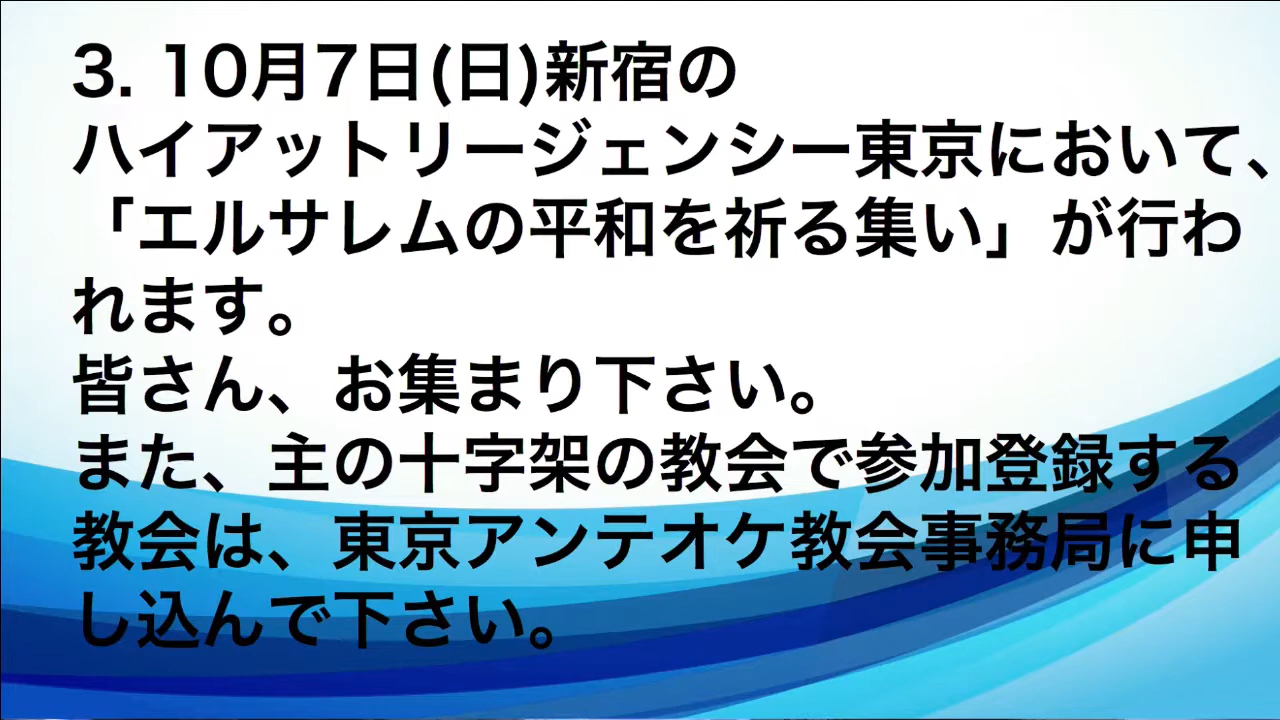 3. 10月7日(日)新宿の
ハイアットリージェンシー東京において、
「エルサレムの平和を祈る集い」が行わ
れます。
皆さん、お集まり下さい。
また、主の十字架の教会で参加登録する
教会は、東京アンテオケ教会事務局に申
し込んで下さい。